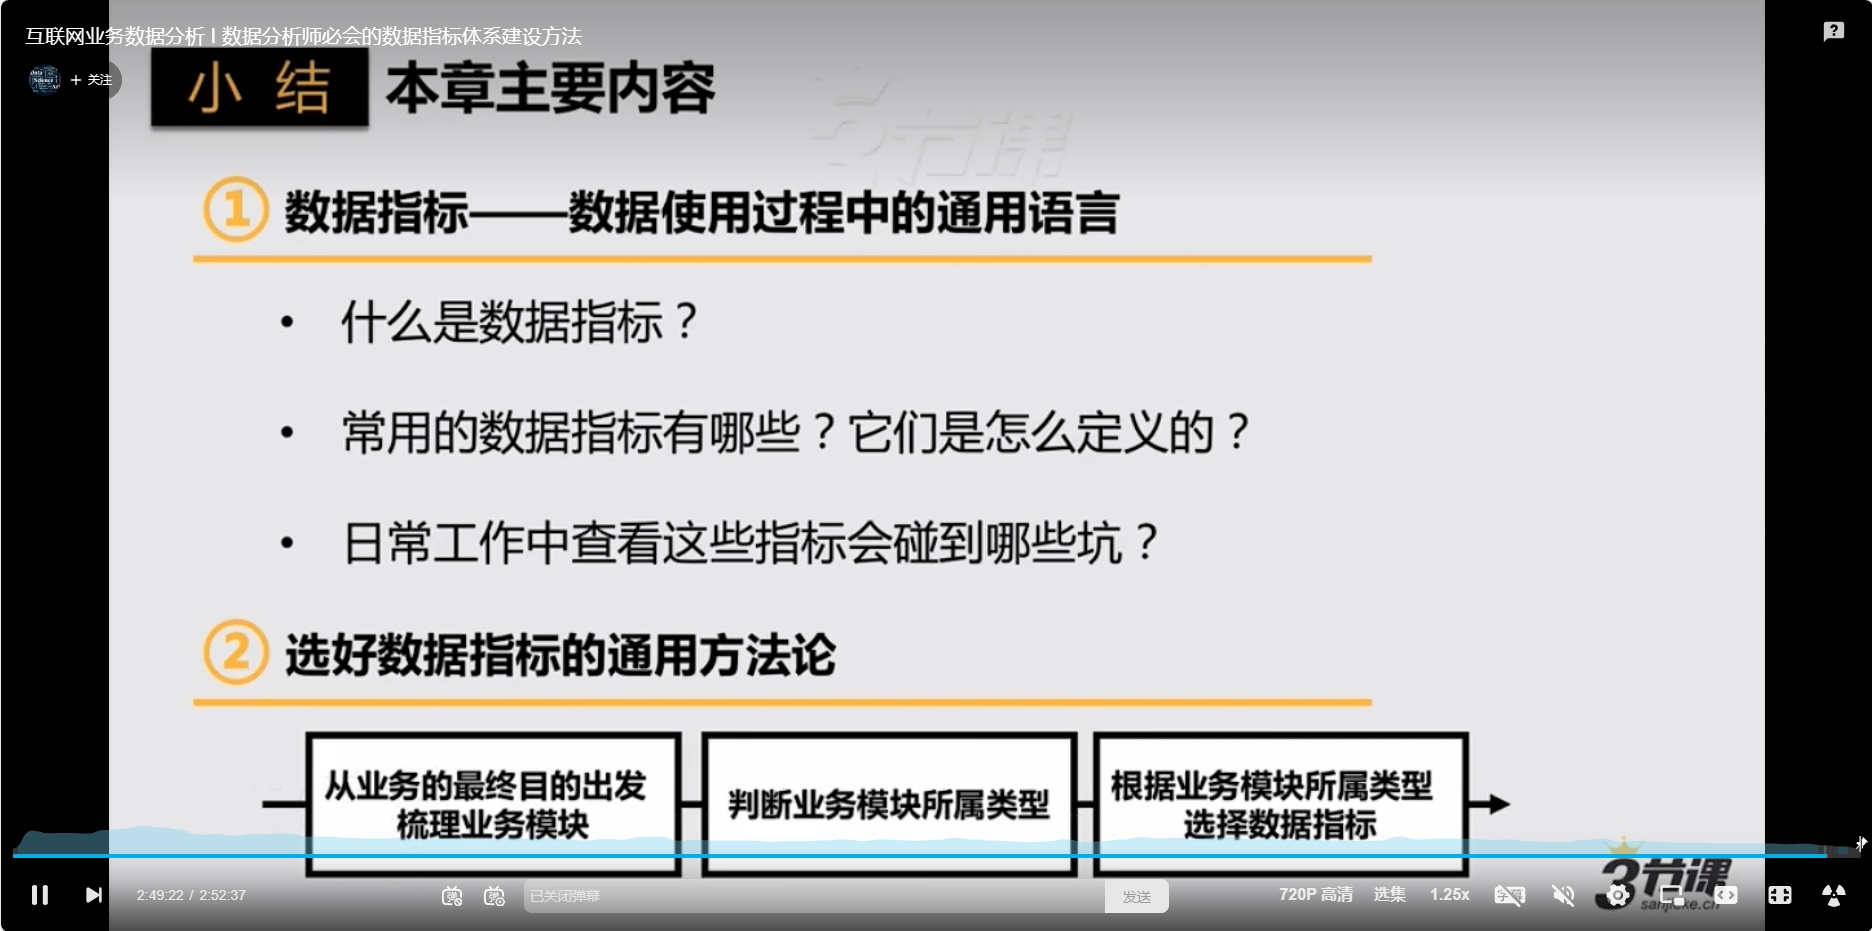 互联网业务数据分析 | 数据分析师必会的数据指标体系建设方法
+ 关注
小 结 本章主要内容
3节课
① 数据指标——数据使用过程中的通用语言
• 什么是数据指标？
• 常用的数据指标有哪些？它们是怎么定义的？
• 日常工作中查看这些指标会碰到哪些坑？
② 选好数据指标的通用方法论
从业务的最终目的出发
梳理业务模块
判断业务模块所属类型
根据业务模块所属类型
选择数据指标
3节课
sanjieke.cn
2:49:22 / 2:52:37
已关闭弹幕
发送
720P 高清
选集
1.25x